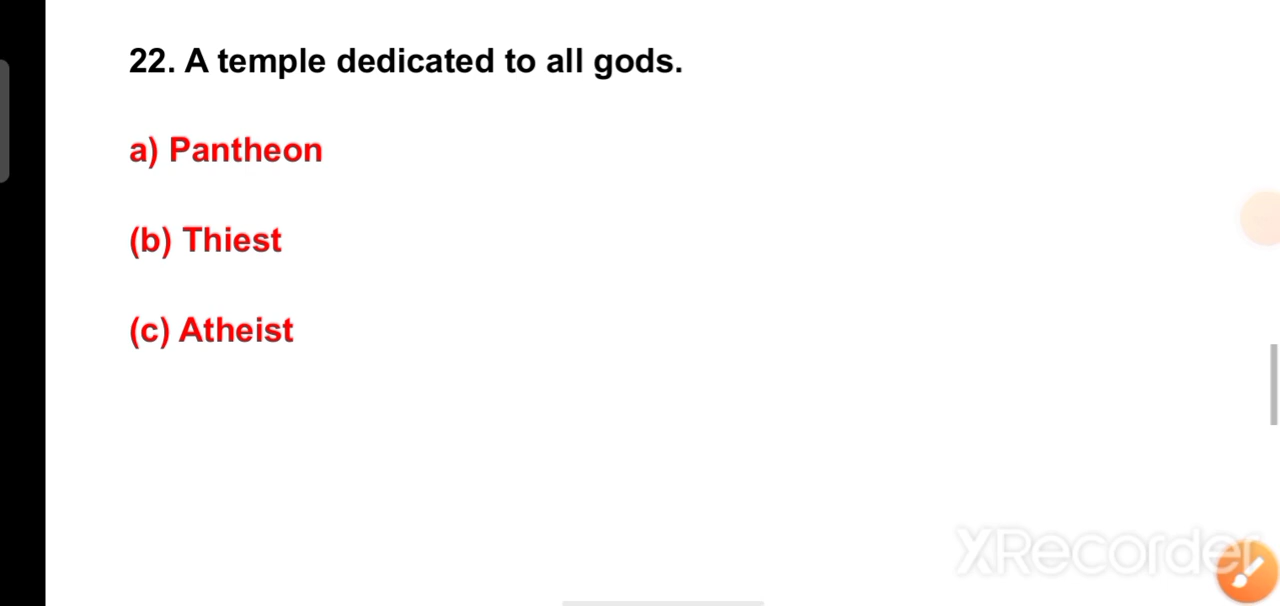 22. A temple dedicated to all gods.
a) Pantheon
(b) Thiest
(c) Atheist
XRecorder